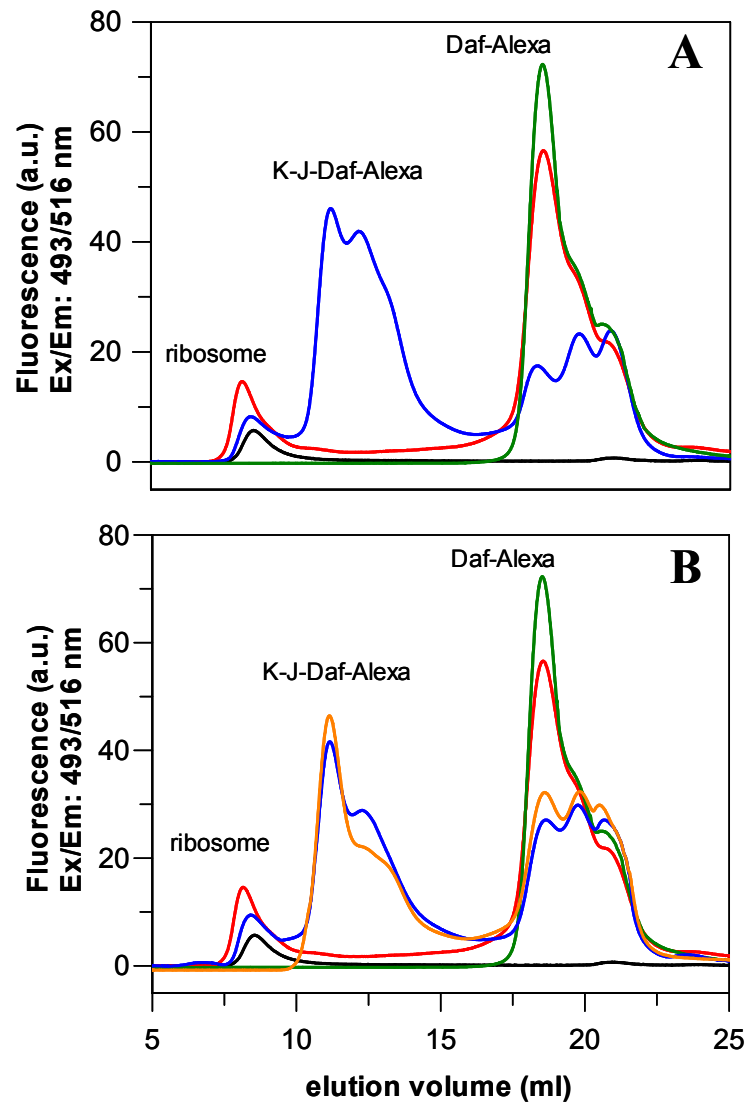 80
60
40
20
0
Fluorescence (a.u.)
Ex/Em: 493/516 nm
Daf-Alexa
A
K-J-Daf-Alexa
ribosome
80
60
40
20
0
Fluorescence (a.u.)
Ex/Em: 493/516 nm
Daf-Alexa
B
K-J-Daf-Alexa
ribosome
5 10 15 20 25
elution volume (ml)